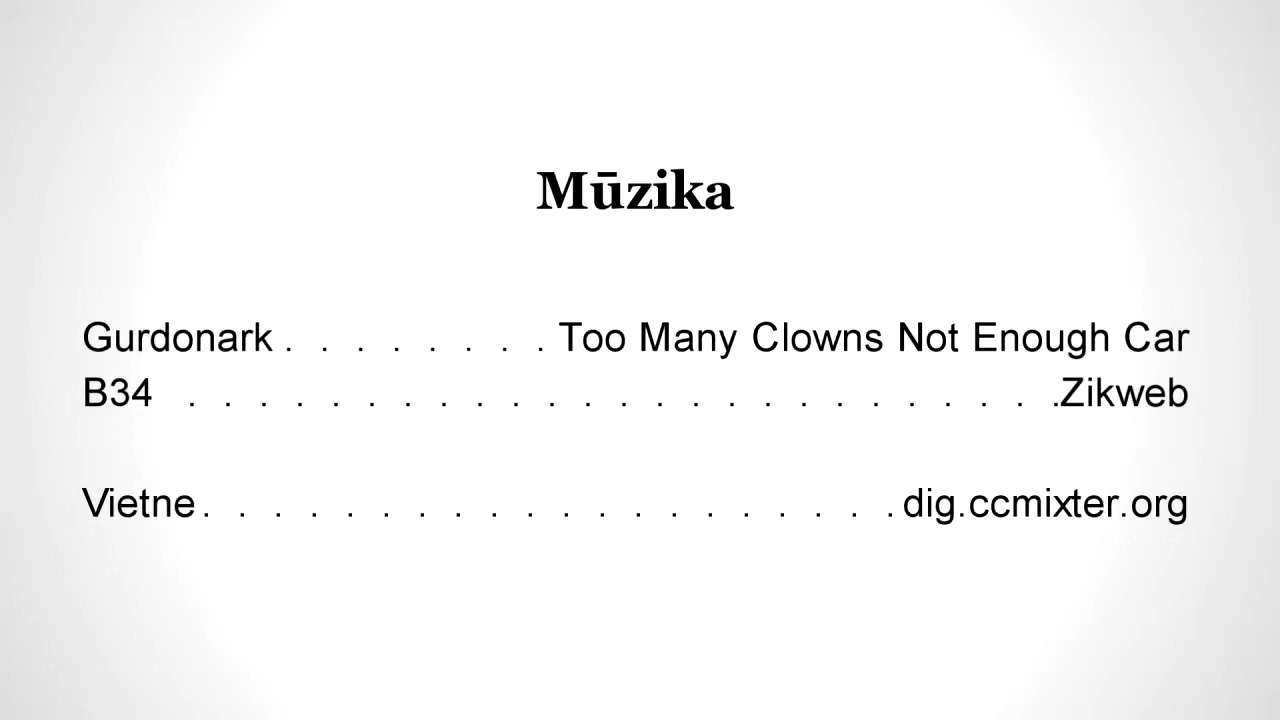 Mūzika
Gurdonark . . . . . . . . Too Many Clowns Not Enough Car
B34 . . . . . . . . . . . . . . . . . . . . . . . . . Zikweb
Vietne . . . . . . . . . . . . . . . . . . . . dig.ccmixter.org